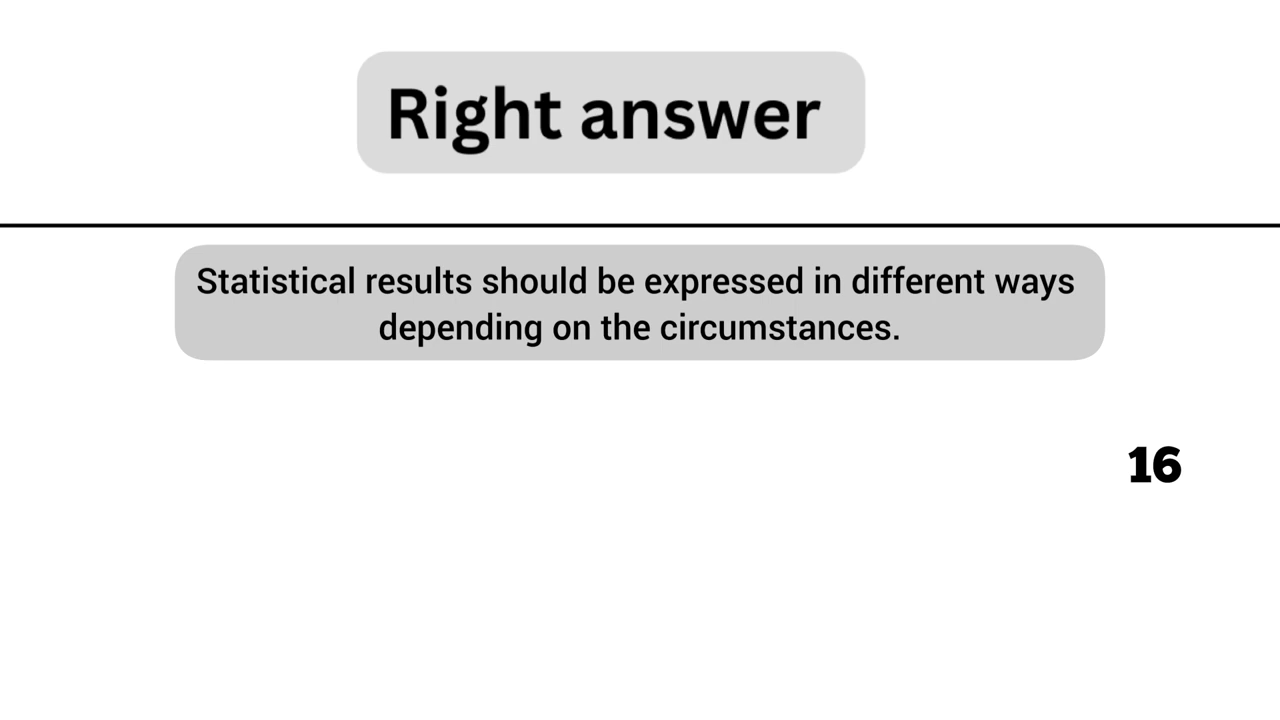 Right answer
Statistical results should be expressed in different ways
depending on the circumstances.
16